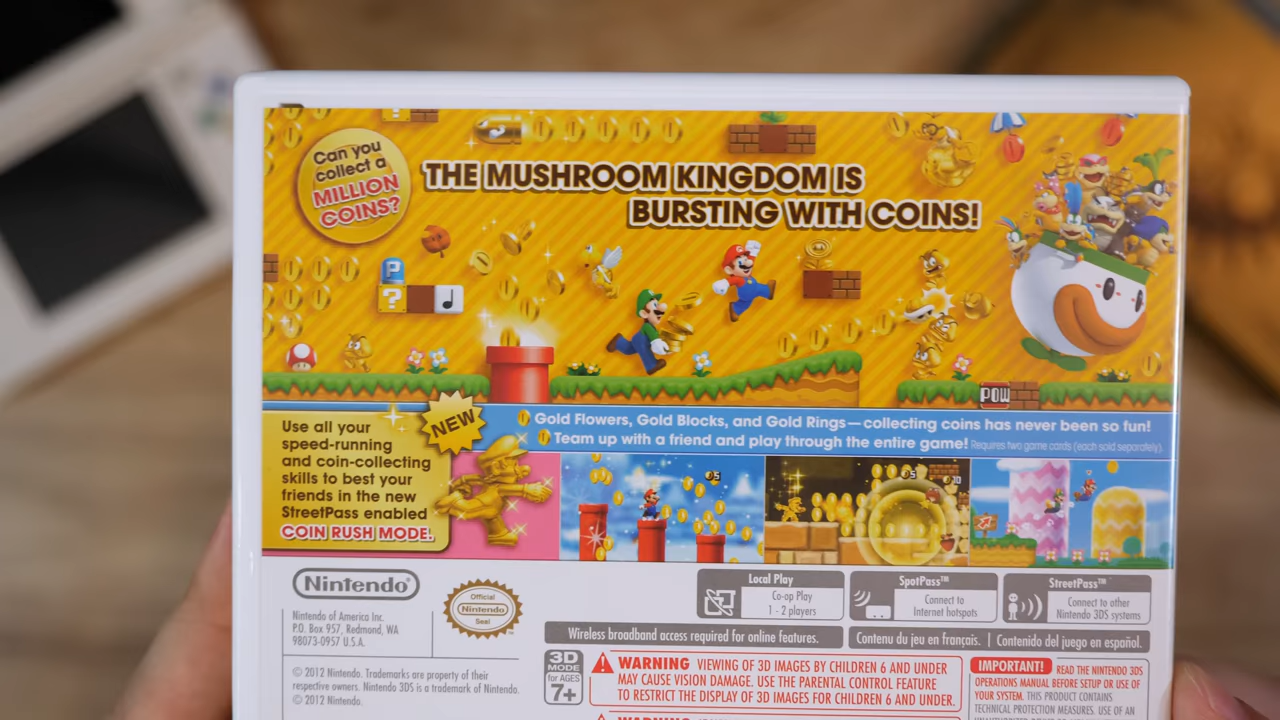 Can you
collect a
MILLION
COINS?
THE MUSHROOM KINGDOM IS
BURSTING WITH COINS!
P
?
POW
Use all your
speed-running
and coin-collecting
skills to best your
friends in the new
StreetPass enabled
COIN RUSH MODE.
NEW
Gold Flowers, Gold Blocks, and Gold Rings—collecting coins has never been so fun!
Team up with a friend and play through the entire game! Requires two game cards (each sold separately).
Nintendo®
Nintendo of America Inc.
P.O. Box 957, Redmond, WA
98073-0957 U.S.A.
Official
Nintendo
Seal
Local Play
Co-op Play
1 - 2 players
SpotPass™
Connect to
Internet hotspots
StreetPass™
Connect to other
Nintendo 3DS systems
Wireless broadband access required for online features.
Contenu du jeu en français. | Contenido del juego en español.
© 2012 Nintendo. Trademarks are property of their
respective owners. Nintendo 3DS is a trademark of Nintendo.
© 2012 Nintendo.
3D
MODE
for AGES
7+
WARNING VIEWING OF 3D IMAGES BY CHILDREN 6 AND UNDER
MAY CAUSE VISION DAMAGE. USE THE PARENTAL CONTROL FEATURE
TO RESTRICT THE DISPLAY OF 3D IMAGES FOR CHILDREN 6 AND UNDER.
IMPORTANT! READ THE NINTENDO 3DS
OPERATIONS MANUAL BEFORE SETUP OR USE OF
YOUR SYSTEM. THIS PRODUCT CONTAINS
TECHNICAL PROTECTION MEASURES. USE OF AN